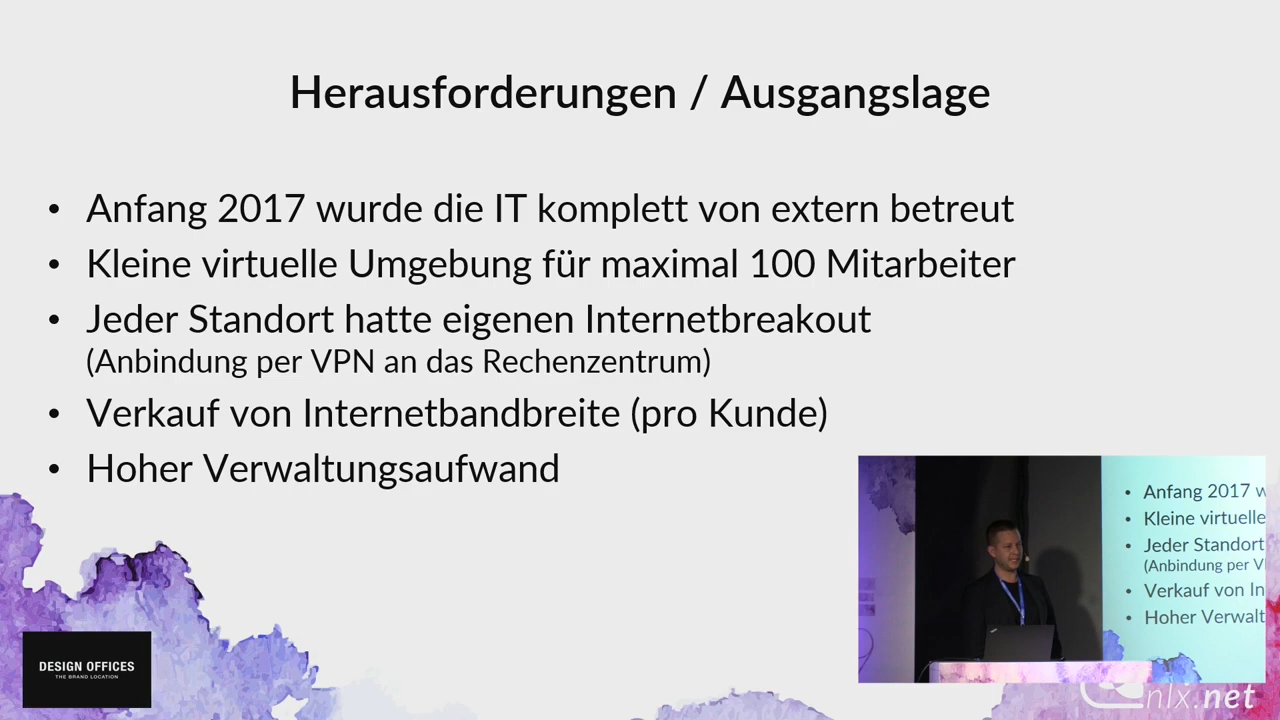 Herausforderungen / Ausgangslage
• Anfang 2017 wurde die IT komplett von extern betreut
• Kleine virtuelle Umgebung für maximal 100 Mitarbeiter
• Jeder Standort hatte eigenen Internetbreakout
(Anbindung per VPN an das Rechenzentrum)
• Verkauf von Internetbandbreite (pro Kunde)
• Hoher Verwaltungsaufwand
• Anfang 2017 w
• Kleine virtuelle
• Jeder Standort
(Anbindung per V
• Verkauf von In
• Hoher Verwalt
DESIGN OFFICES
THE BRAND LOCATION
nlx.net